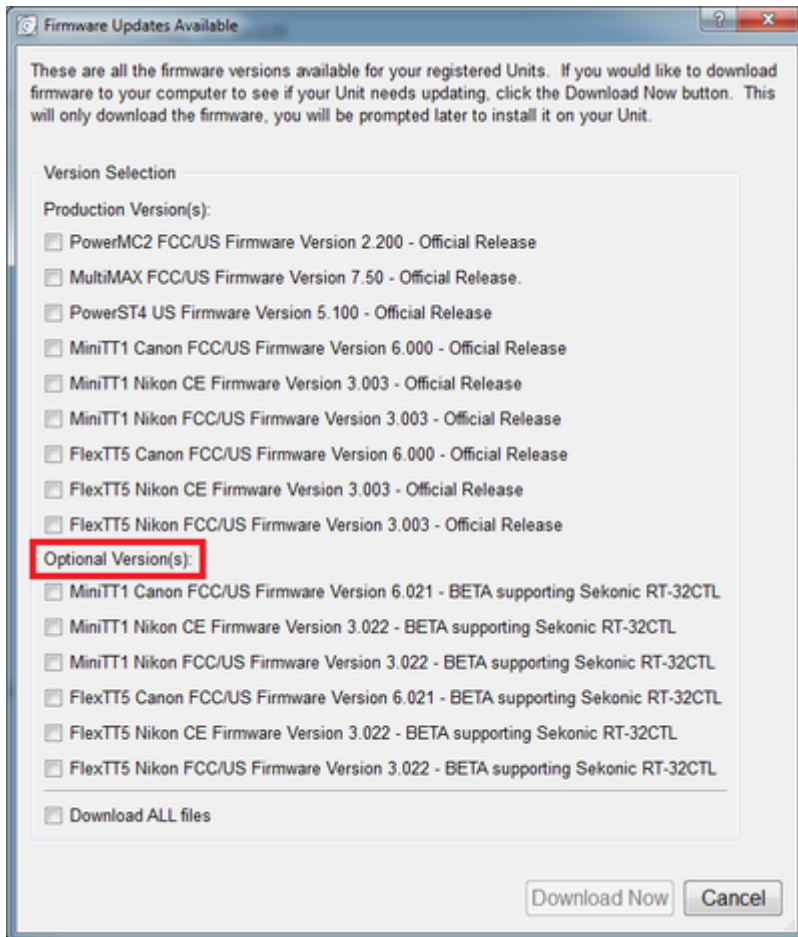 Firmware Updates Available
These are all the firmware versions available for your registered Units. If you would like to download
firmware to your computer to see if your Unit needs updating, click the Download Now button. This
will only download the firmware, you will be prompted later to install it on your Unit.
Version Selection
Production Version(s):
PowerMC2 FCC/US Firmware Version 2.200 - Official Release
MultiMAX FCC/US Firmware Version 7.50 - Official Release.
PowerST4 US Firmware Version 5.100 - Official Release
MiniTT1 Canon FCC/US Firmware Version 6.000 - Official Release
MiniTT1 Nikon CE Firmware Version 3.003 - Official Release
MiniTT1 Nikon FCC/US Firmware Version 3.003 - Official Release
FlexTT5 Canon FCC/US Firmware Version 6.000 - Official Release
FlexTT5 Nikon CE Firmware Version 3.003 - Official Release
FlexTT5 Nikon FCC/US Firmware Version 3.003 - Official Release
Optional Version(s):
MiniTT1 Canon FCC/US Firmware Version 6.021 - BETA supporting Sekonic RT-32CTL
MiniTT1 Nikon CE Firmware Version 3.022 - BETA supporting Sekonic RT-32CTL
MiniTT1 Nikon FCC/US Firmware Version 3.022 - BETA supporting Sekonic RT-32CTL
FlexTT5 Canon FCC/US Firmware Version 6.021 - BETA supporting Sekonic RT-32CTL
FlexTT5 Nikon CE Firmware Version 3.022 - BETA supporting Sekonic RT-32CTL
FlexTT5 Nikon FCC/US Firmware Version 3.022 - BETA supporting Sekonic RT-32CTL
Download ALL files
Download Now Cancel